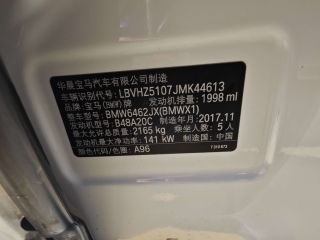 华晨宝马汽车有限公司制造
车辆识别代号: LBVHZ5107JMK44613
品牌: 宝马(BMW)牌 发动机排量: 1998 ml
整车型号: BMW6462JX(BMWX1)
发动机型号: B48A20C 制造年月: 2017.11
最大允许总质量: 2165 kg 乘坐人数: 5 人
发动机最大净功率: 141 kW 制造国: 中国
颜色代码/色圈: A96